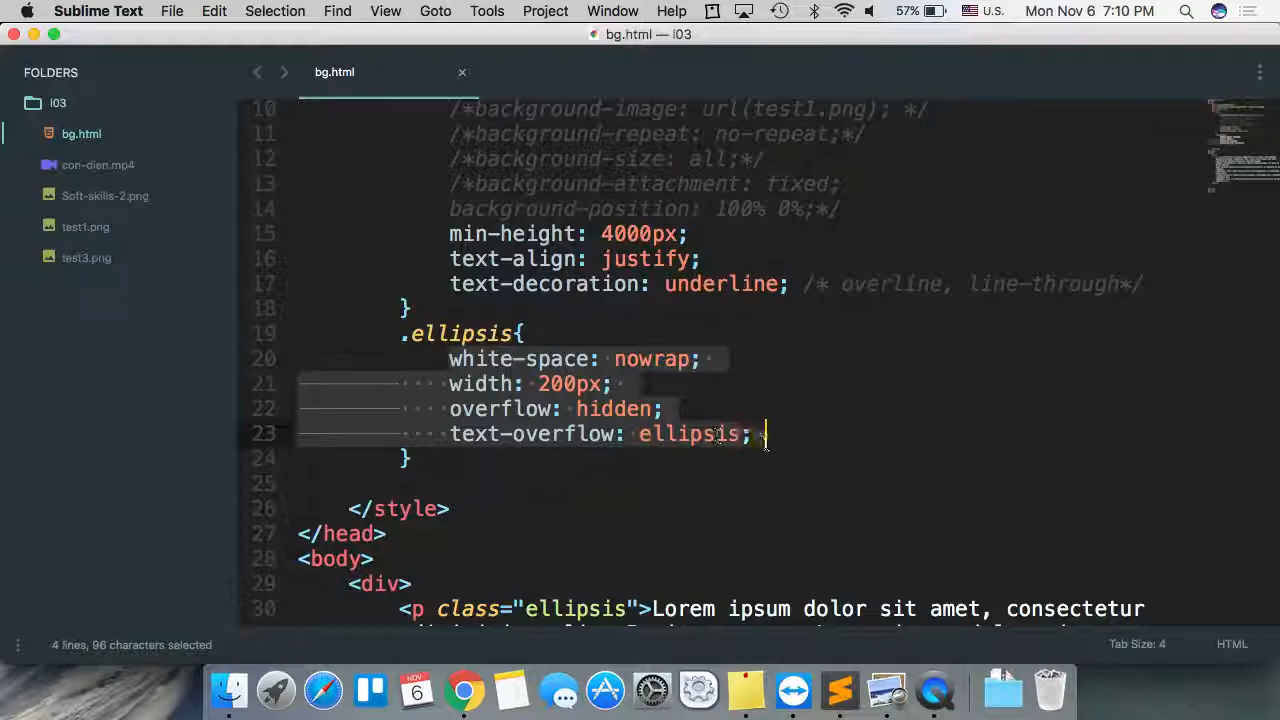 Sublime Text File Edit Selection Find View Goto Tools Project Window Help 57% U.S. Mon Nov 6 7:10 PM
bg.html — l03
FOLDERS
l03
bg.html
con-dien.mp4
Soft-skills-2.png
test1.png
test3.png
bg.html ×
10 /*background-image: url(test1.png); */
11 /*background-repeat: no-repeat;*/
12 /*background-size: all;*/
13 /*background-attachment: fixed;
14 background-position: 100% 0%;*/
15 min-height: 4000px;
16 text-align: justify;
17 text-decoration: underline; /* overline, line-through*/
18 }
19 .ellipsis{
20 white-space: nowrap;
21 width: 200px;
22 overflow: hidden;
23 text-overflow: ellipsis;
24 }
25
26 </style>
27 </head>
28 <body>
29 <div>
30 <p class="ellipsis">Lorem ipsum dolor sit amet, consectetur
4 lines, 96 characters selected Tab Size: 4 HTML
NOV
6